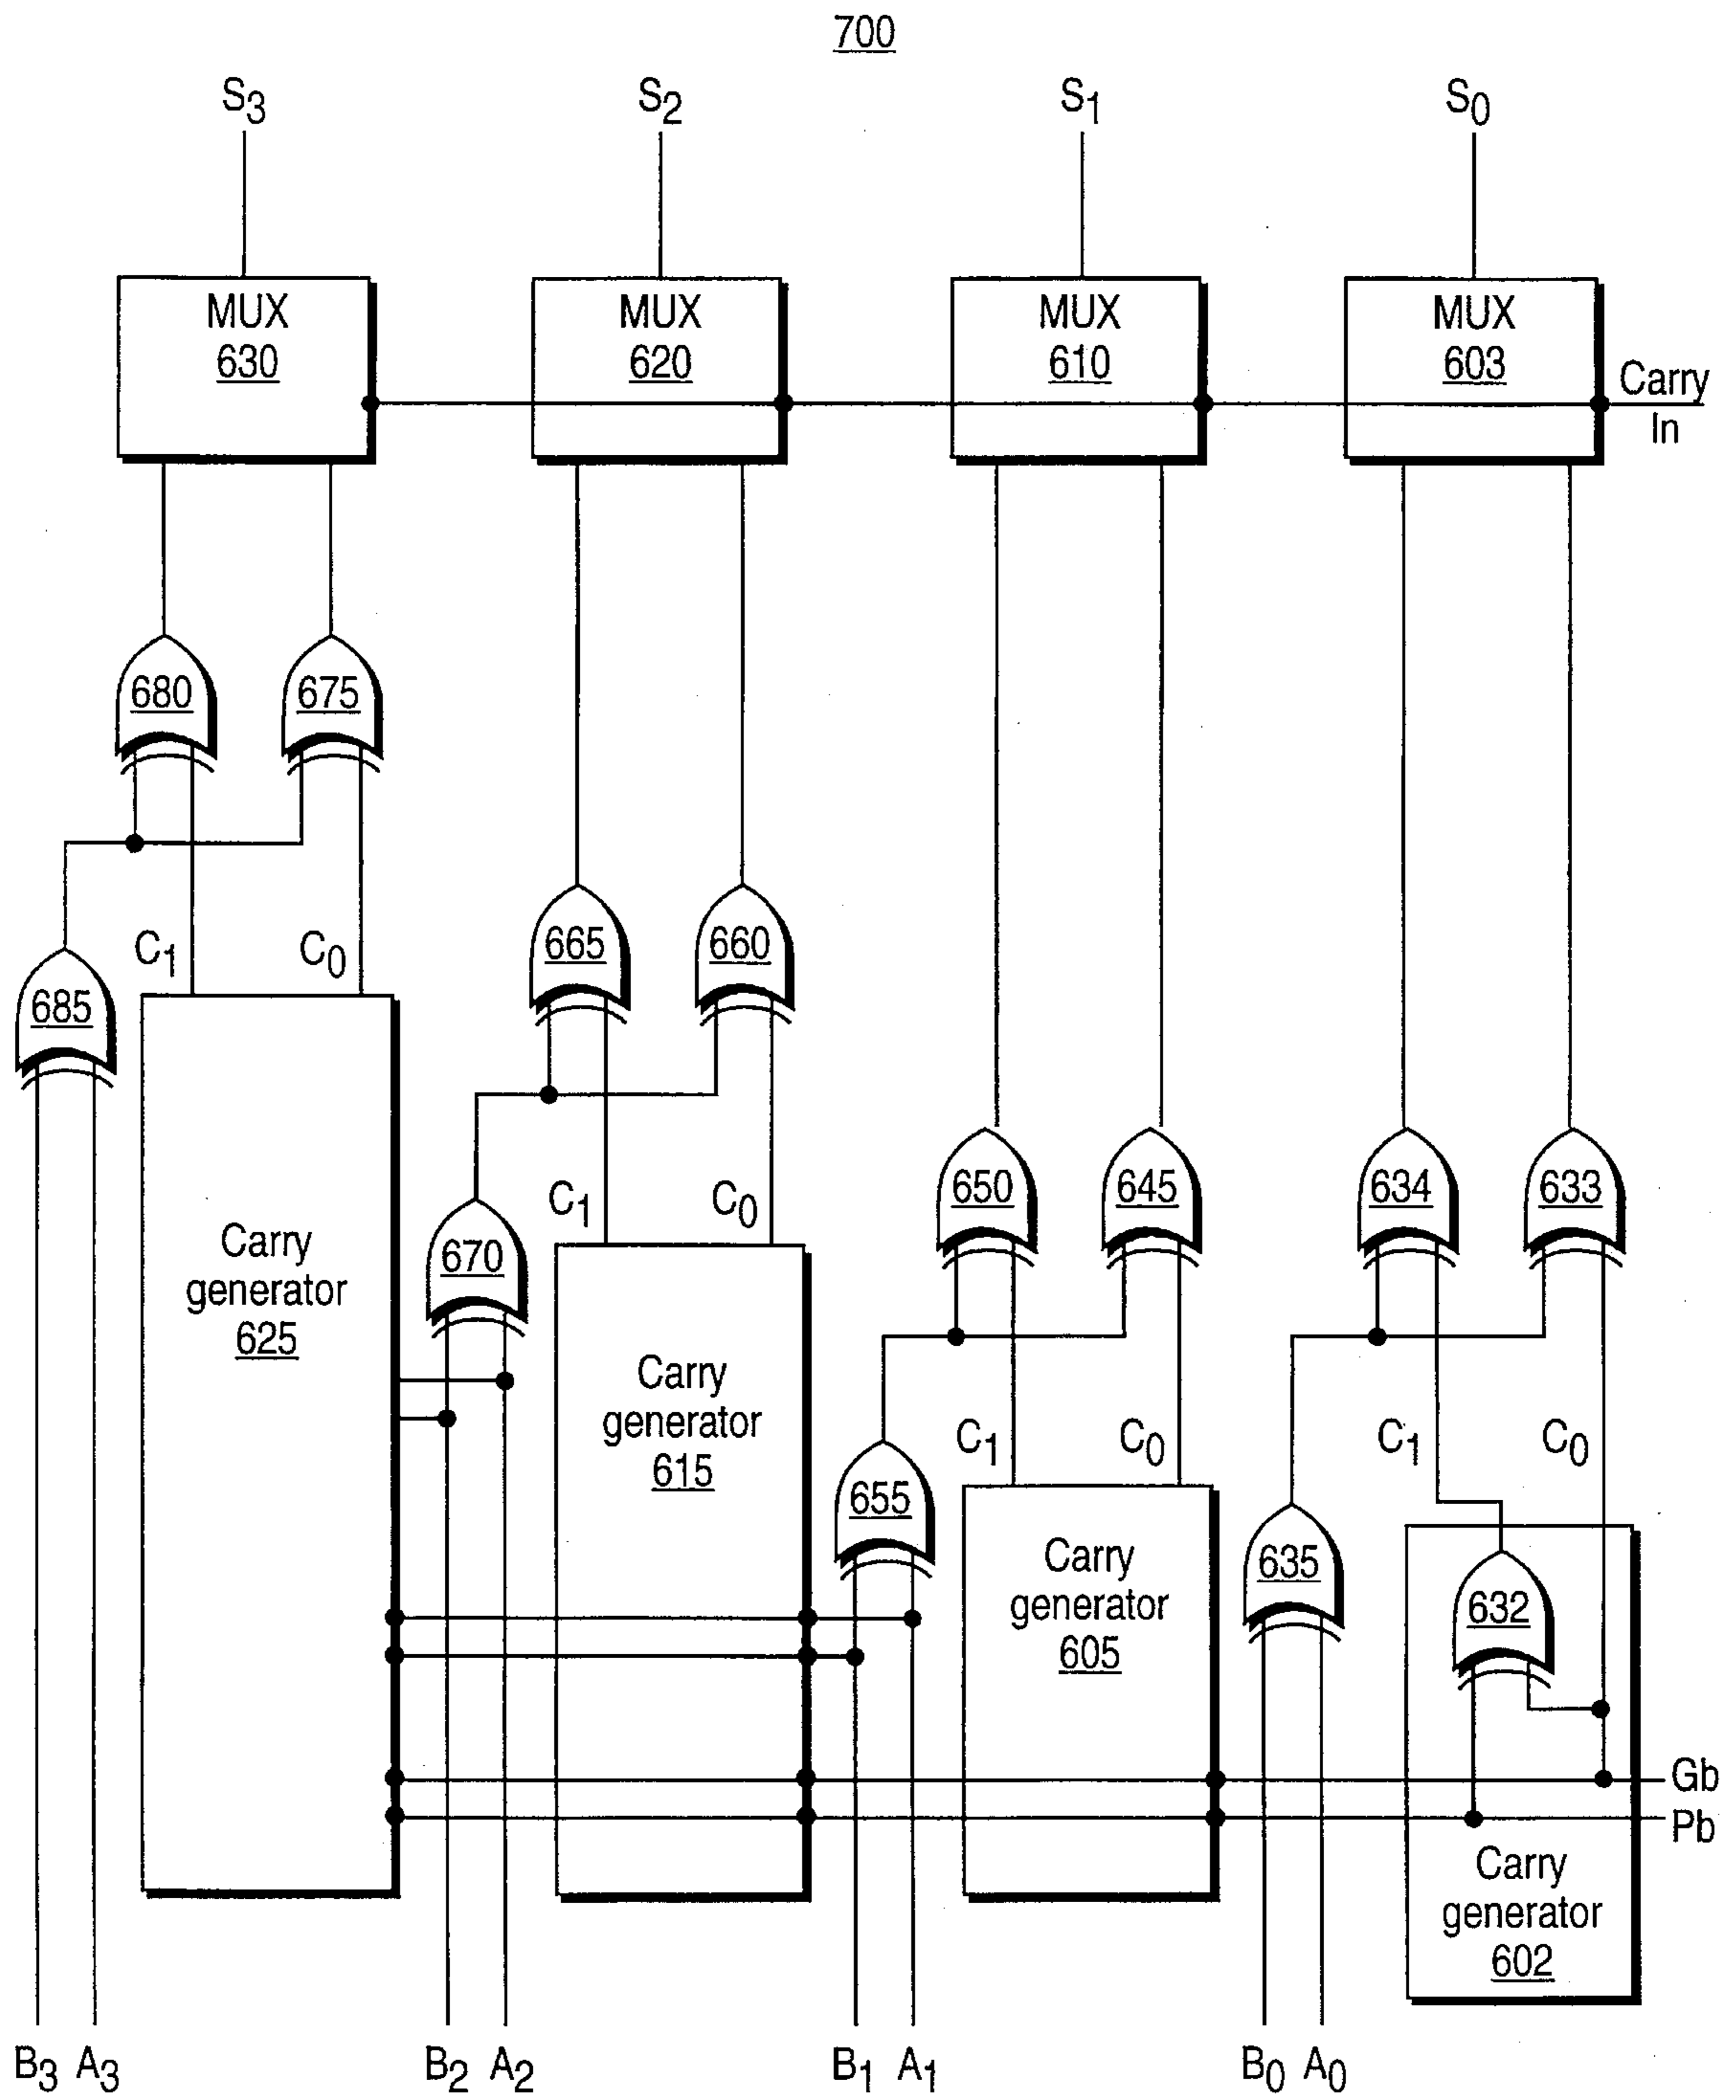 700
S3 S2 S1 S0
MUX
630
MUX
620
MUX
610
MUX
603
Carry
In
680 675
665 660
C1 C0
685
650 645 634 633
C1 C0
670
Carry
generator
625
Carry
generator
615
C1 C0
C1 C0
655
635
Carry
generator
605
632
Gb
Pb
Carry
generator
602
B3 A3 B2 A2 B1 A1 B0 A0